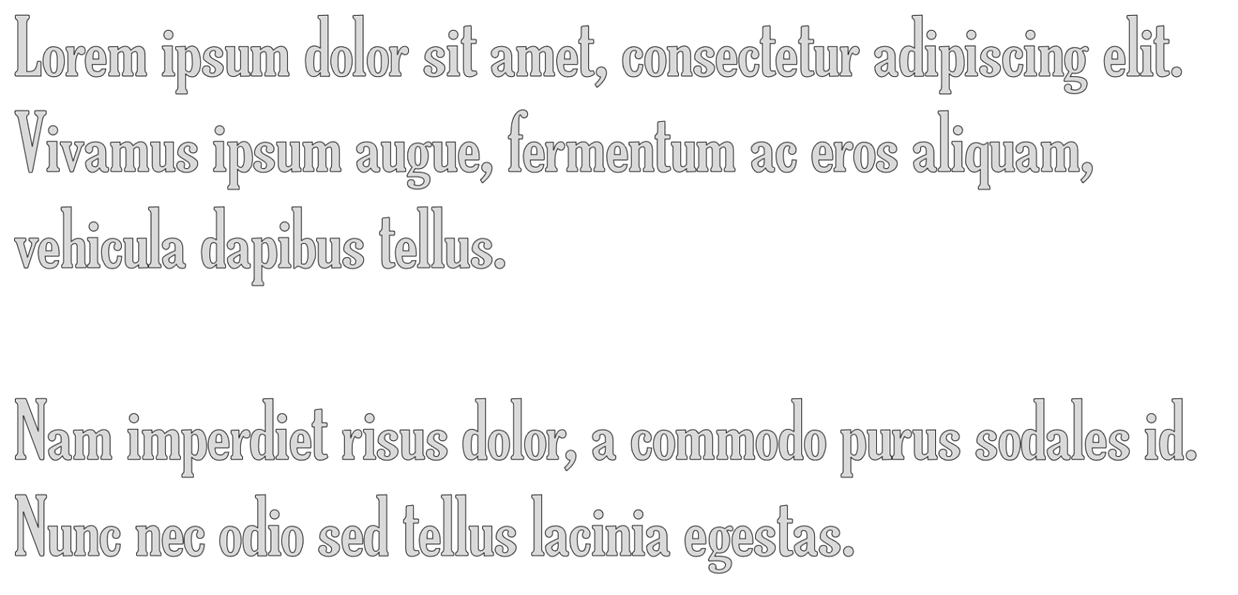 Lorem ipsum dolor sit amet, consectetur adipiscing elit.
Vivamus ipsum augue, fermentum ac eros aliquam,
vehicula dapibus tellus.
Nam imperdiet risus dolor, a commodo purus sodales id.
Nunc nec odio sed tellus lacinia egestas.